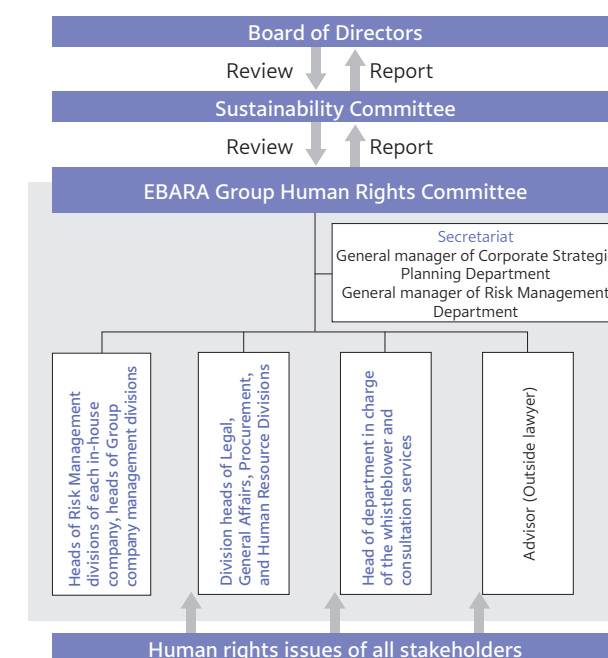 Board of Directors
Review Report
Sustainability Committee
Review Report
EBARA Group Human Rights Committee
Secretariat
General manager of Corporate Strategi
Planning Department
General manager of Risk Management
Department
Heads of Risk Management
divisions of each in-house
company, heads of Group
company management divisions
Division heads of Legal,
General Affairs, Procurement,
and Human Resource Divisions
Head of department in charge
of the whistleblower and
consultation services
Advisor (Outside lawyer)
Human rights issues of all stakeholders